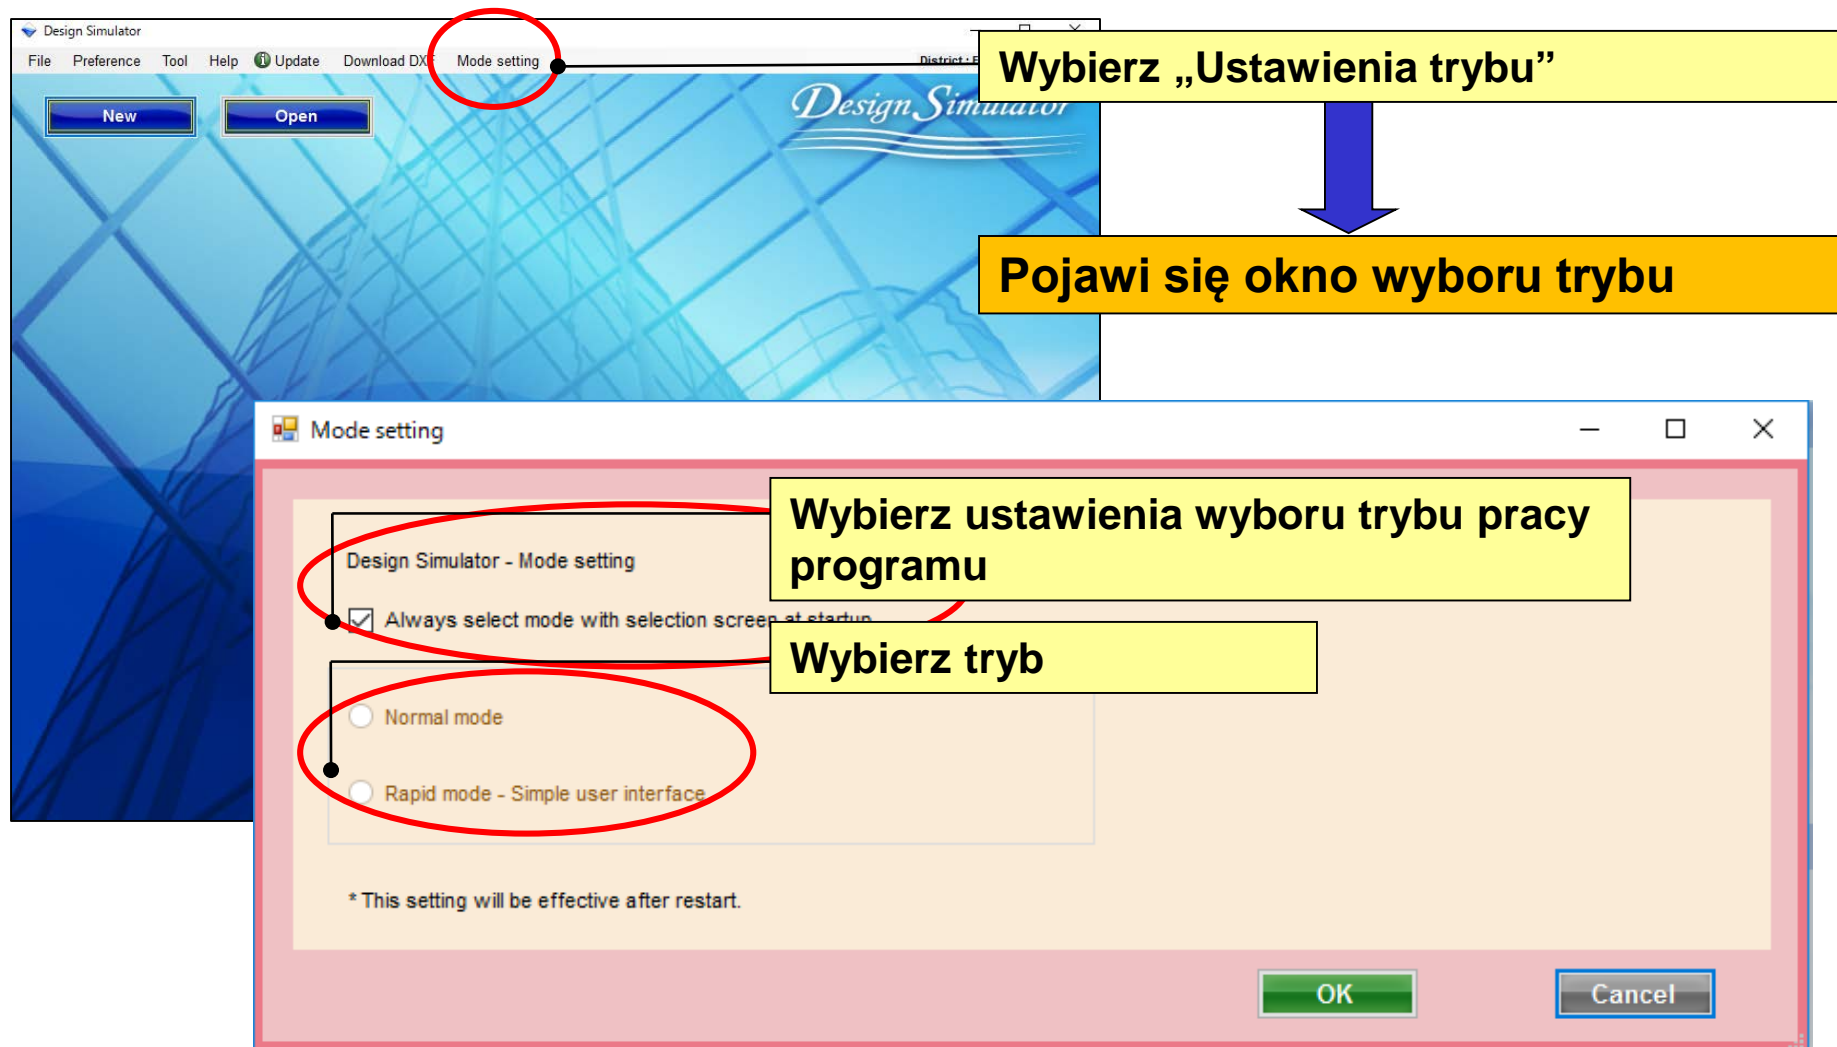 Design Simulator
File Preference Tool Help Update Download DXF Mode setting
District :
Wybierz „Ustawienia trybu”
New Open
Design Simulator
Pojawi się okno wyboru trybu
Mode setting
Wybierz ustawienia wyboru trybu pracy
programu
Design Simulator - Mode setting
Always select mode with selection screen at startup
Wybierz tryb
Normal mode
Rapid mode - Simple user interface
* This setting will be effective after restart.
OK Cancel